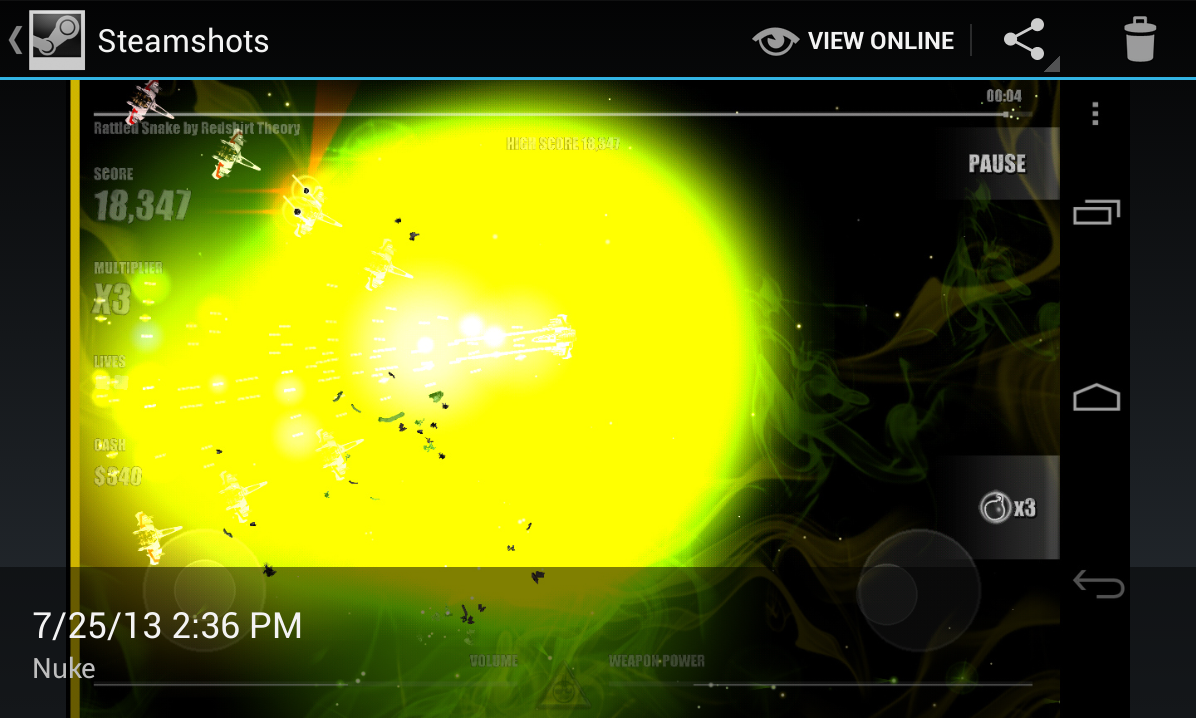 Steamshots
VIEW ONLINE
00:04
Rattled Snake by Redshirt Theory
HIGH SCORE 18,347
PAUSE
SCORE
18,347
MULTIPLIER
X3
LIVES
CASH
$340
x3
7/25/13 2:36 PM
Nuke
VOLUME
WEAPON POWER